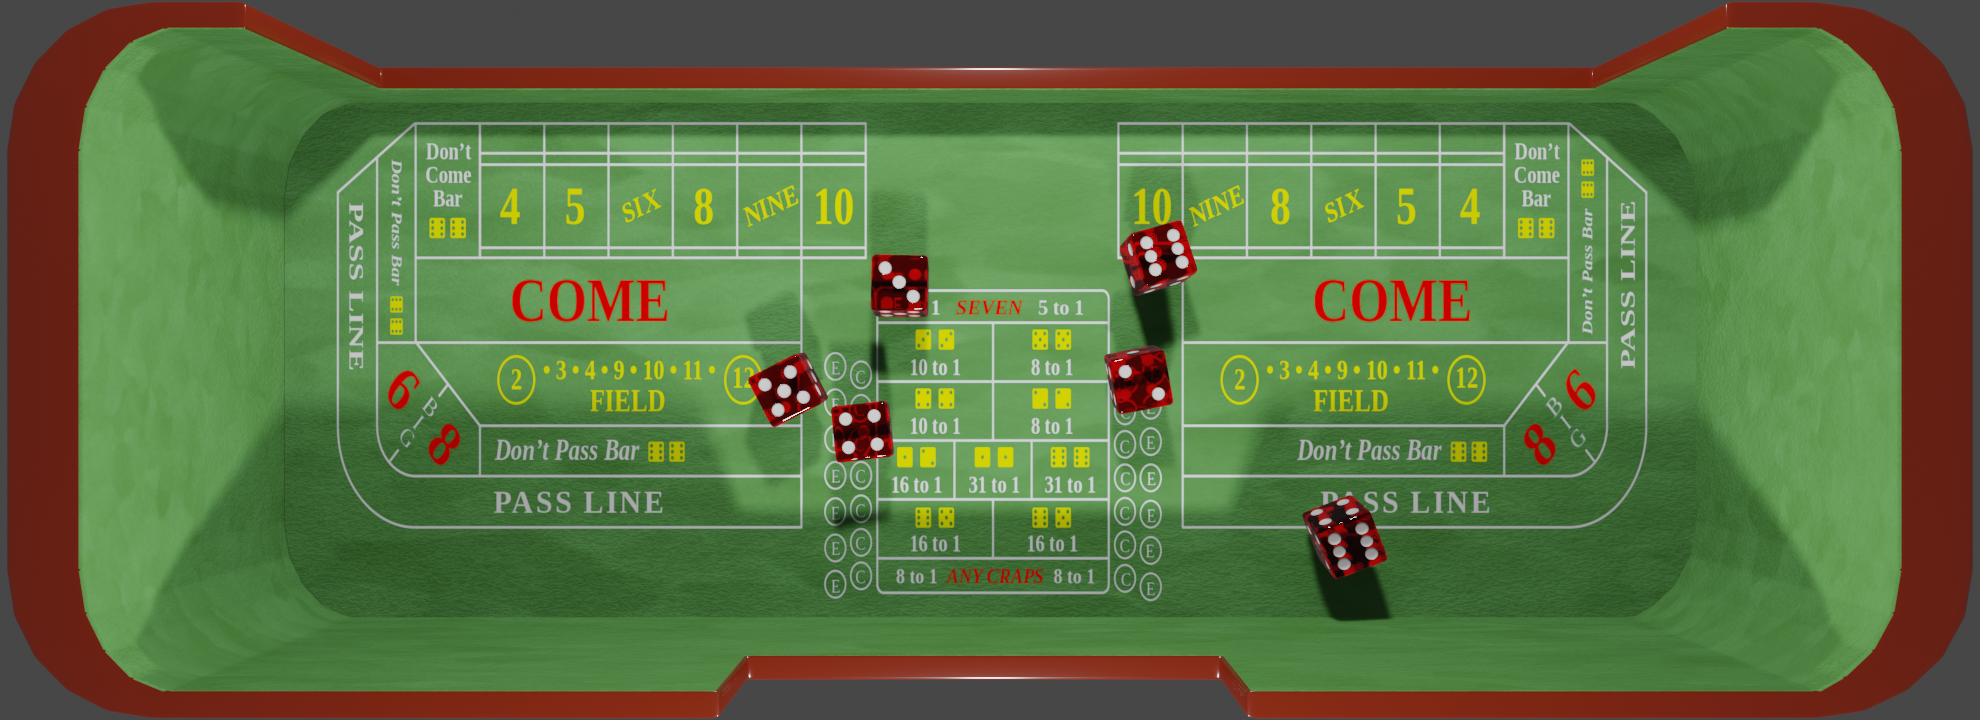 Don't
Come
Bar
4 5 SIX 8 NINE 10
Don't Pass Bar
PASS LINE
COME
2 • 3 • 4 • 9 • 10 • 11 • 12
FIELD
6
8
B
I
G
Don't Pass Bar
PASS LINE
1 SEVEN 5 to 1
10 to 1 8 to 1
10 to 1 8 to 1
16 to 1 31 to 1 31 to 1
16 to 1 16 to 1
8 to 1 ANY CRAPS 8 to 1
E C
E
E C
E C
E C
E C
C
C E
C E
C E
C E
C E
10 NINE 8 SIX 5 4
Don't
Come
Bar
Don't Pass Bar
PASS LINE
COME
2 • 3 • 4 • 9 • 10 • 11 • 12
FIELD
6
8
B
I
G
Don't Pass Bar
PASS LINE